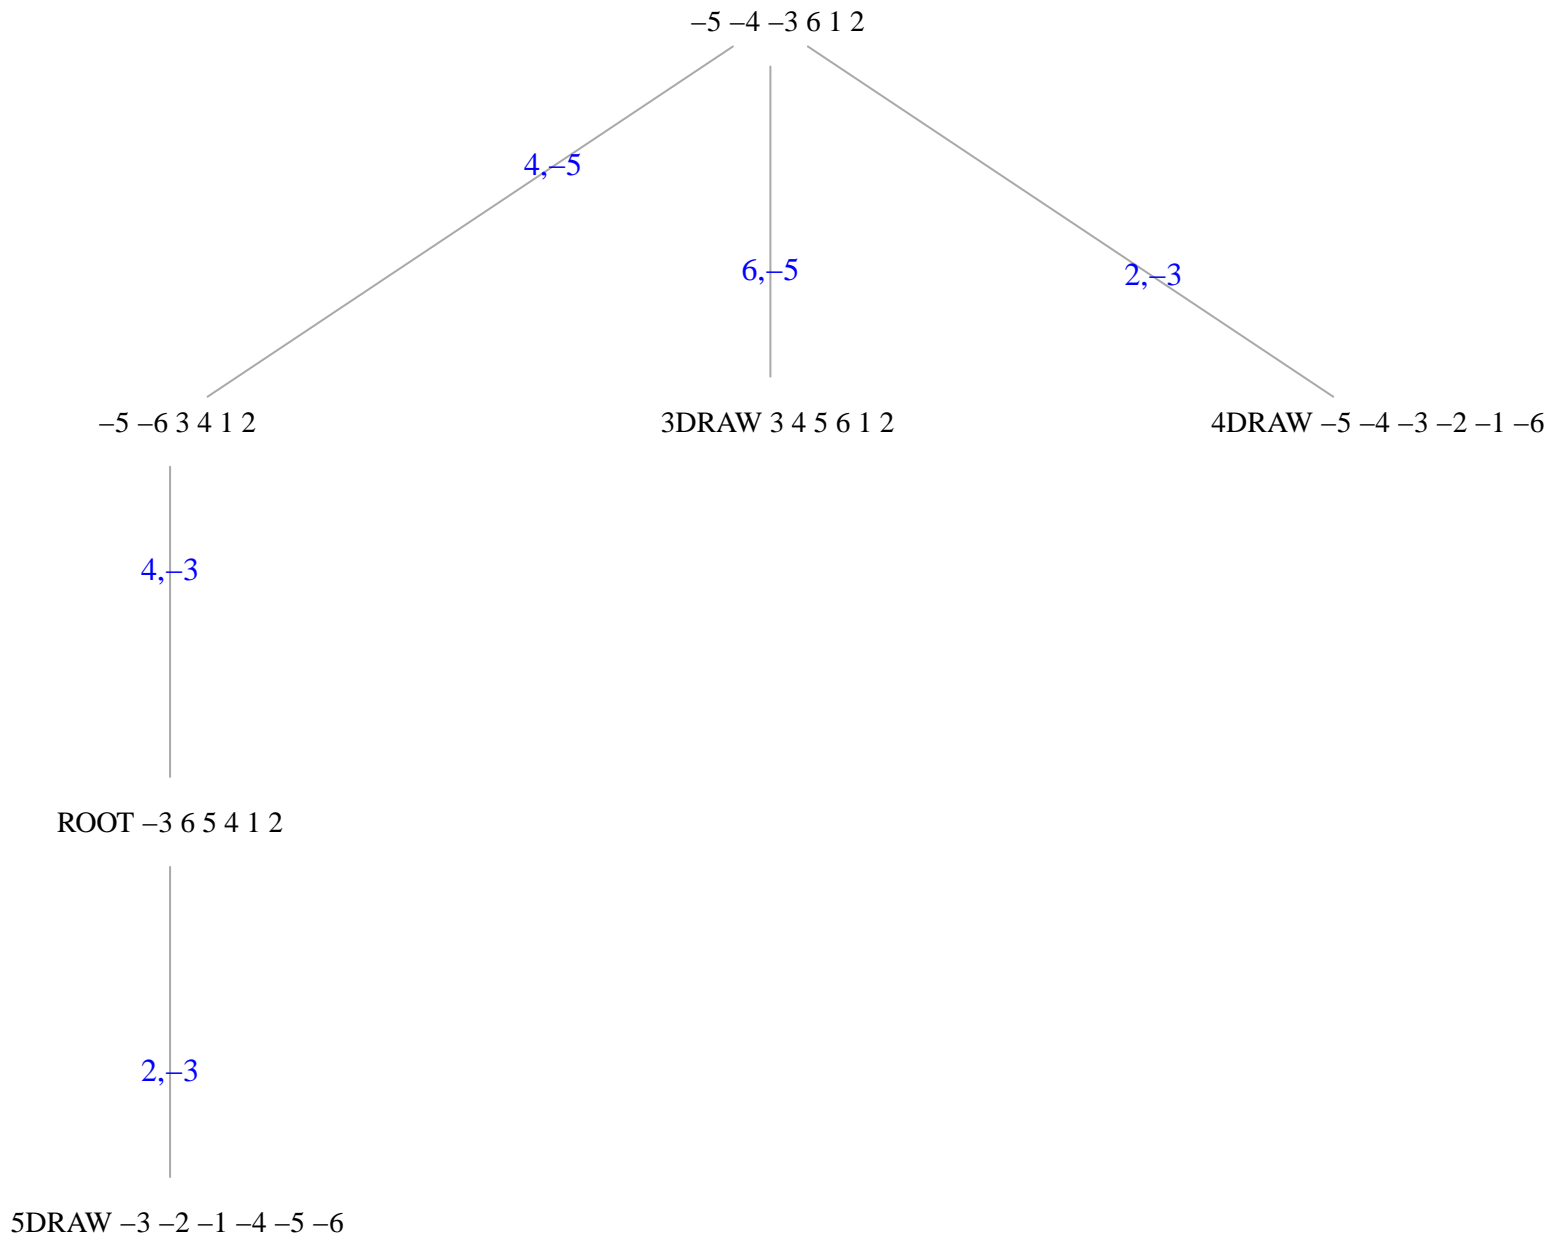 –5 –4 –3 6 1 2
4,–5
6,–5
2,–3
–5 –6 3 4 1 2
3DRAW 3 4 5 6 1 2
4DRAW –5 –4 –3 –2 –1 –6
4,–3
ROOT –3 6 5 4 1 2
2,–3
5DRAW –3 –2 –1 –4 –5 –6